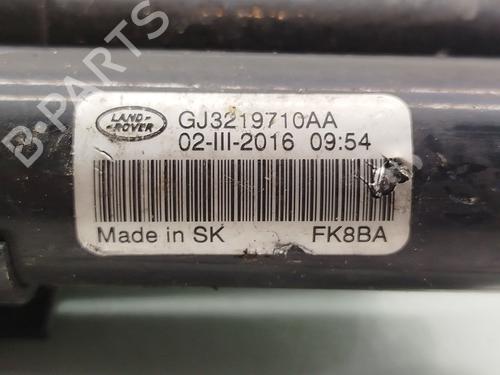 B-PARTS
LAND-
-ROVER
GJ3219710AA
02-III-2016 09:54
Made in SK FK8BA